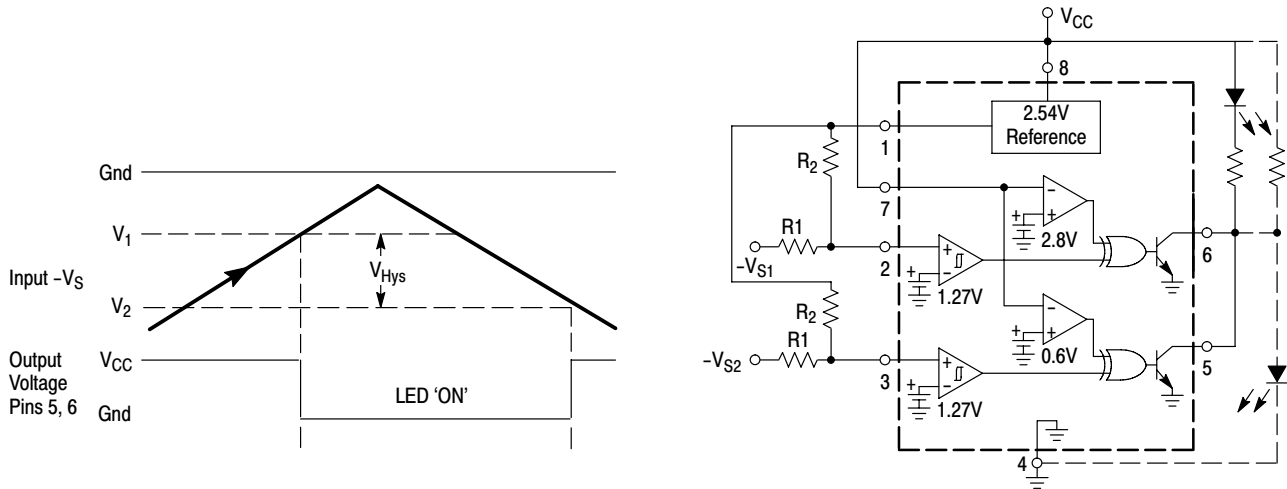 Gnd
V1
Input −VS
VHys
V2
Output
Voltage
Pins 5, 6
VCC
Gnd
LED ‘ON’
VCC
8
2.54V
Reference
1
R2
7
2.8V
6
R1
−VS1
2
1.27V
R2
0.6V
R1
−VS2
3
1.27V
5
4
+
−
+
+
−
+
+
−
+
+
−
+